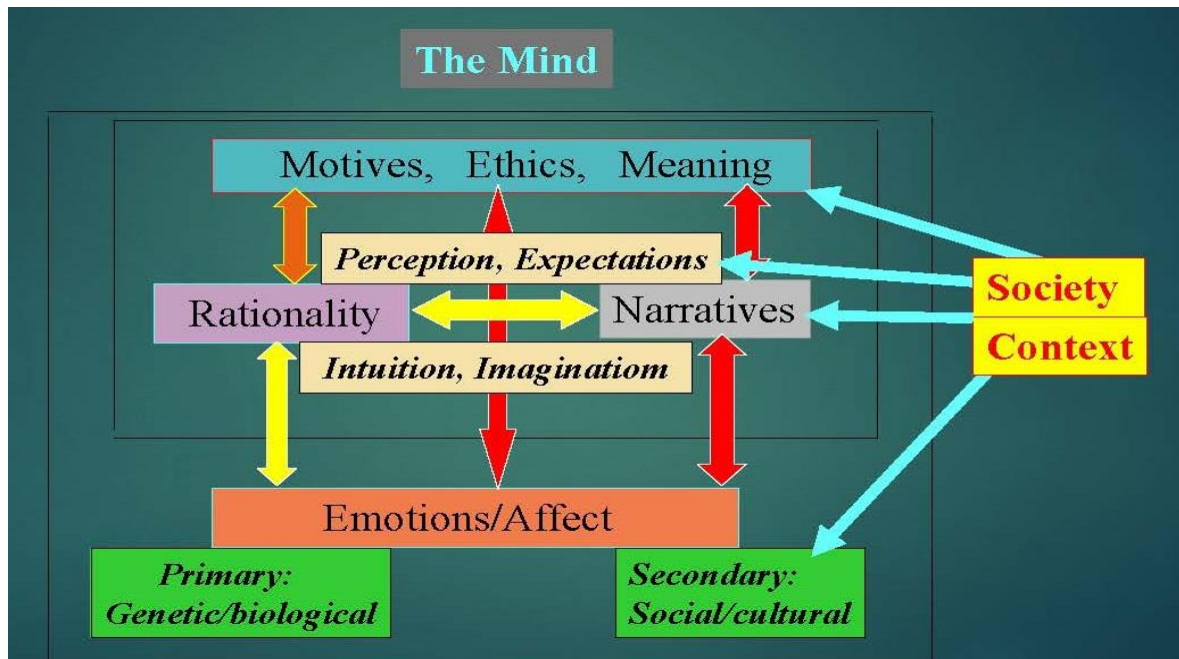 The Mind
Motives, Ethics, Meaning
Perception, Expectations
Rationality
Narratives
Society
Context
Intuition, Imaginatiom
Emotions/Affect
Primary:
Genetic/biological
Secondary:
Social/cultural